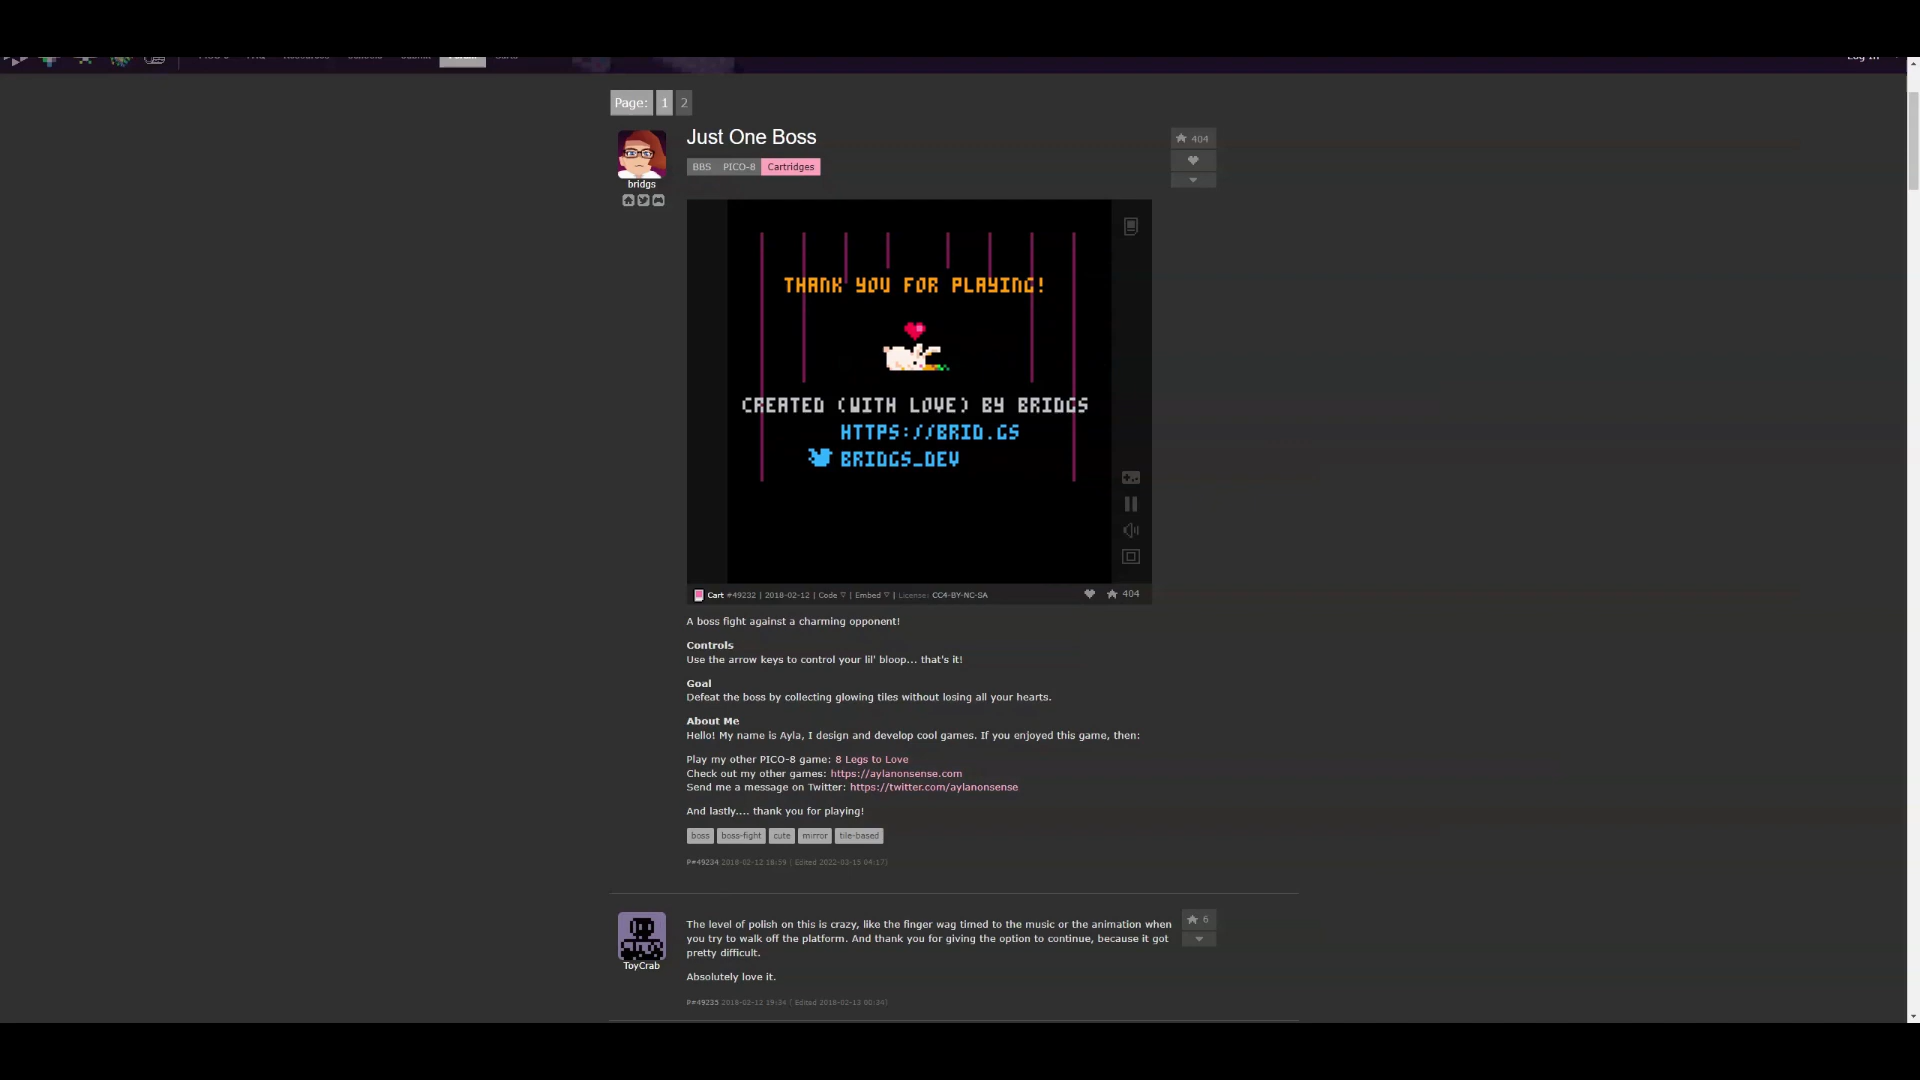 Page: 1 2
Just One Boss
404
BBS PICO-8 Cartridges
bridgs
THANK YOU FOR PLAYING!
CREATED (WITH LOVE) BY BRIDGS
HTTPS://BRID.GS
BRIDGS_DEV
Cart #49232 | 2018-02-12 | Code ▽ | Embed ▽ | License: CC4-BY-NC-SA
404
A boss fight against a charming opponent!
Controls
Use the arrow keys to control your lil' bloop... that's it!
Goal
Defeat the boss by collecting glowing tiles without losing all your hearts.
About Me
Hello! My name is Ayla, I design and develop cool games. If you enjoyed this game, then:
Play my other PICO-8 game: 8 Legs to Love
Check out my other games: https://aylanonsense.com
Send me a message on Twitter: https://twitter.com/aylanonsense
And lastly.... thank you for playing!
boss boss-fight cute mirror tile-based
P#49234 2018-02-12 18:59 ( Edited 2022-03-15 04:17)
The level of polish on this is crazy, like the finger wag timed to the music or the animation when
6
you try to walk off the platform. And thank you for giving the option to continue, because it got
pretty difficult.
ToyCrab
Absolutely love it.
P#49235 2018-02-12 19:34 ( Edited 2018-02-13 00:34)